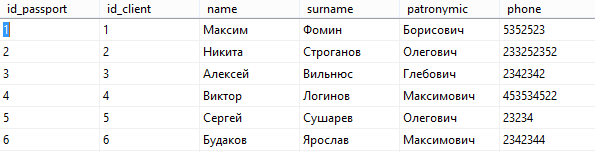 id_passport id_client name surname patronymic phone
1 1 Максим Фомин Борисович 5352523
2 2 Никита Строганов Олегович 233252352
3 3 Алексей Вильнюс Глебович 2342342
4 4 Виктор Логинов Максимович 453534522
5 5 Сергей Сушарев Олегович 23234
6 6 Будаков Ярослав Максимович 2342344